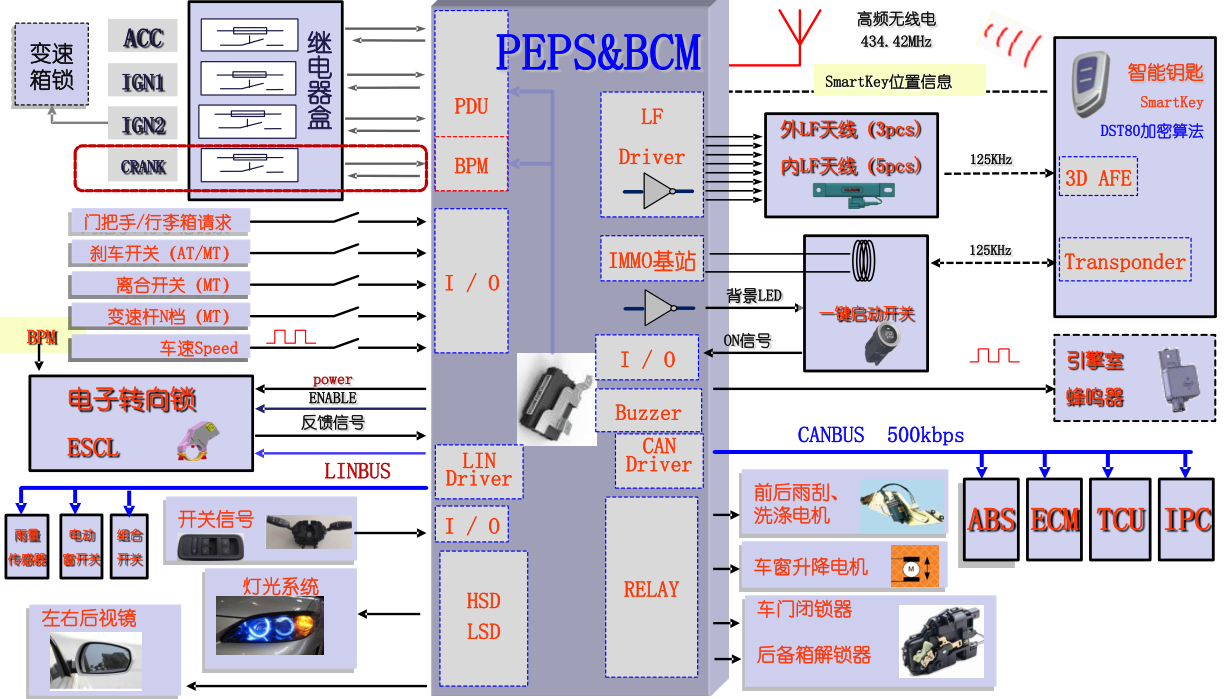 变速
箱锁
ACC
IGN1
IGN2
CRANK
继电器盒
PEPS&BCM
PDU
BPM
LF
Driver
高频无线电
434.42MHz
SmartKey位置信息
智能钥匙
SmartKey
DST80加密算法
外LF天线 (3pcs)
内LF天线 (5pcs)
125KHz
3D AFE
门把手/行李箱请求
刹车开关 (AT/MT)
离合开关 (MT)
变速杆N档 (MT)
车速Speed
I / O
IMMO基站
125KHz
Transponder
背景LED
一键启动开关
ON信号
I / O
BPM
电子转向锁
ESCL
power
ENABLE
反馈信号
LINBUS
Buzzer
引擎室
蜂鸣器
CAN
Driver
CANBUS 500kbps
LIN
Driver
I / O
雨量
传感器
电动
窗开关
组合
开关
开关信号
前后雨刮、
洗涤电机
ABS
ECM
TCU
IPC
灯光系统
HSD
LSD
RELAY
车窗升降电机
M
左右后视镜
车门闭锁器
后备箱解锁器